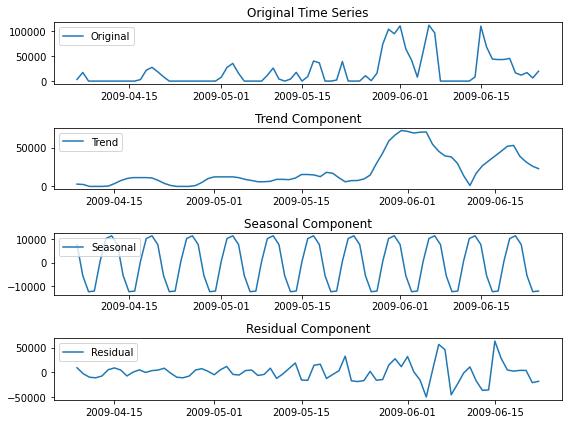 Original Time Series
100000
50000
0
Original
2009-04-15 2009-05-01 2009-05-15 2009-06-01 2009-06-15
Trend Component
50000
0
Trend
2009-04-15 2009-05-01 2009-05-15 2009-06-01 2009-06-15
Seasonal Component
10000
0
-10000
Seasonal
2009-04-15 2009-05-01 2009-05-15 2009-06-01 2009-06-15
Residual Component
50000
0
-50000
Residual
2009-04-15 2009-05-01 2009-05-15 2009-06-01 2009-06-15